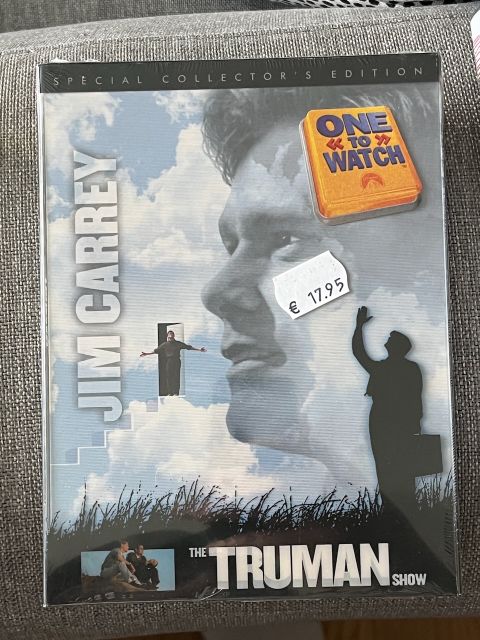 SPECIAL COLLECTOR'S EDITION
ONE
« TO »
WATCH
€ 17.95
JIM CARREY
THE TRUMAN SHOW